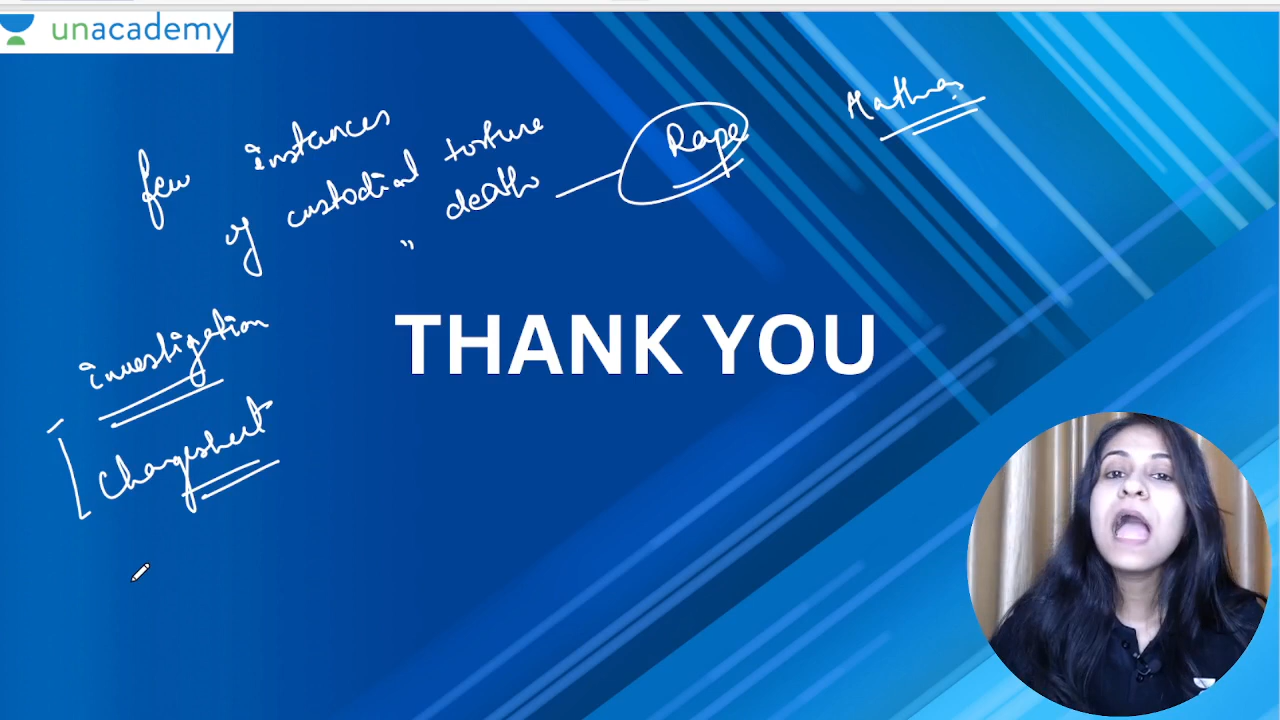 unacademy
few instances
of custodial torture
" death — Rape
Mathura
investigation
Chargesheet
THANK YOU